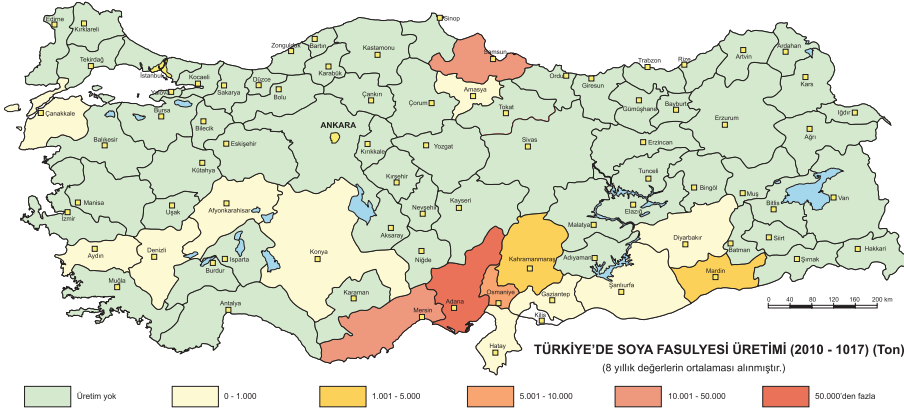 Edirne
Kırklareli
Tekirdağ
İstanbul
Yalova
Kocaeli
Sakarya
Düzce
Bolu
Zonguldak
Bartın
Karabük
Kastamonu
Sinop
Çankırı
Çorum
Samsun
Amasya
Tokat
Ordu
Giresun
Trabzon
Rize
Artvin
Ardahan
Kars
Iğdır
Gümüşhane
Bayburt
Erzurum
Ağrı
Çanakkale
Balıkesir
Bursa
Bilecik
Eskişehir
Kütahya
ANKARA
Kırıkkale
Yozgat
Sivas
Erzincan
Tunceli
Bingöl
Muş
Bitlis
Van
Manisa
İzmir
Uşak
Afyonkarahisar
Kırşehir
Nevşehir
Kayseri
Aksaray
Malatya
Elazığ
Diyarbakır
Batman
Siirt
Hakkari
Şırnak
Aydın
Denizli
Burdur
Isparta
Konya
Niğde
Kahramanmaraş
Adıyaman
Mardin
Şanlıurfa
Muğla
Antalya
Karaman
Mersin
Adana
Osmaniye
Gaziantep
Kilis
Hatay
0 40 80 120 160 200 km
TÜRKİYE’DE SOYA FASULYESİ ÜRETİMİ (2010 - 1017) (Ton)
(8 yıllık değerlerin ortalaması alınmıştır.)
Üretim yok
0 - 1.000
1.001 - 5.000
5.001 - 10.000
10.001 - 50.000
50.000’den fazla